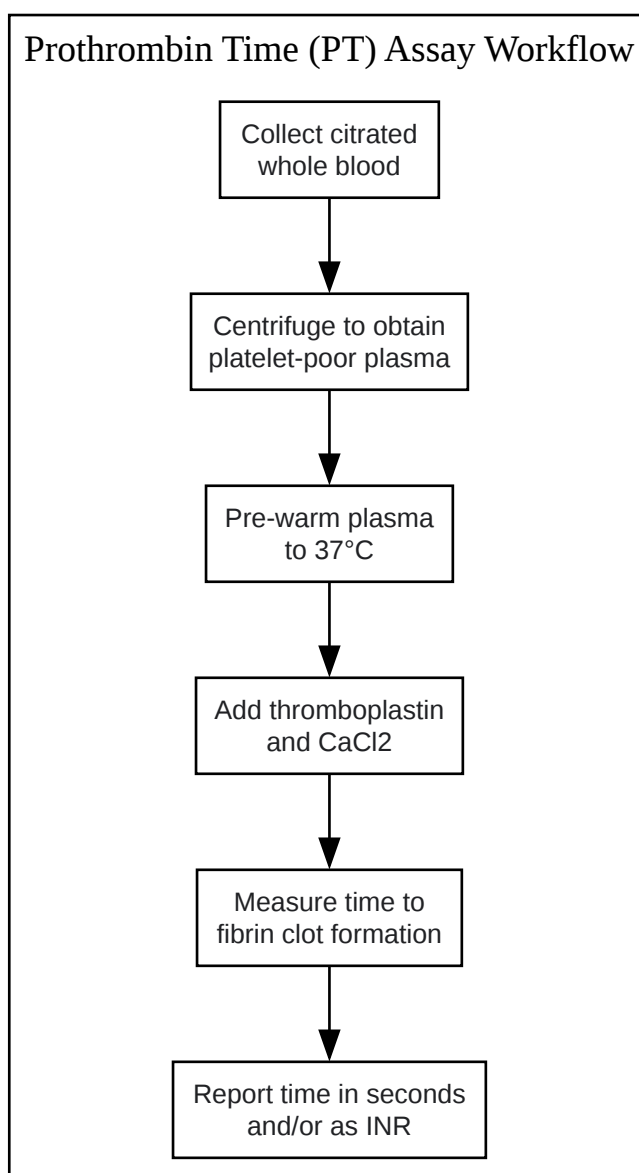 Prothrombin Time (PT) Assay Workflow
Collect citrated
whole blood
Centrifuge to obtain
platelet-poor plasma
Pre-warm plasma
to 37°C
Add thromboplastin
and CaCl2
Measure time to
fibrin clot formation
Report time in seconds
and/or as INR